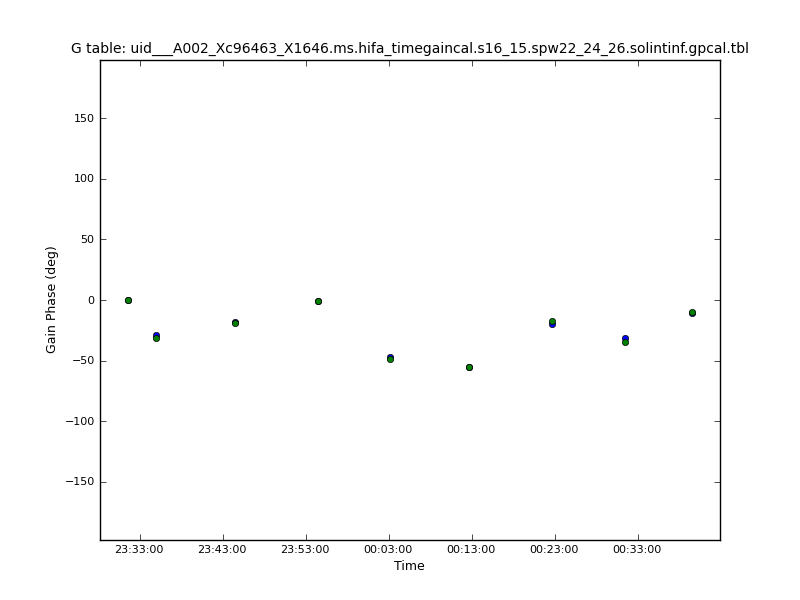 G table: uid___A002_Xc96463_X1646.ms.hifa_timegaincal.s16_15.spw22_24_26.solintinf.gpcal.tbl
150
100
50
0
−50
−100
−150
Gain Phase (deg)
23:33:00 23:43:00 23:53:00 00:03:00 00:13:00 00:23:00 00:33:00
Time